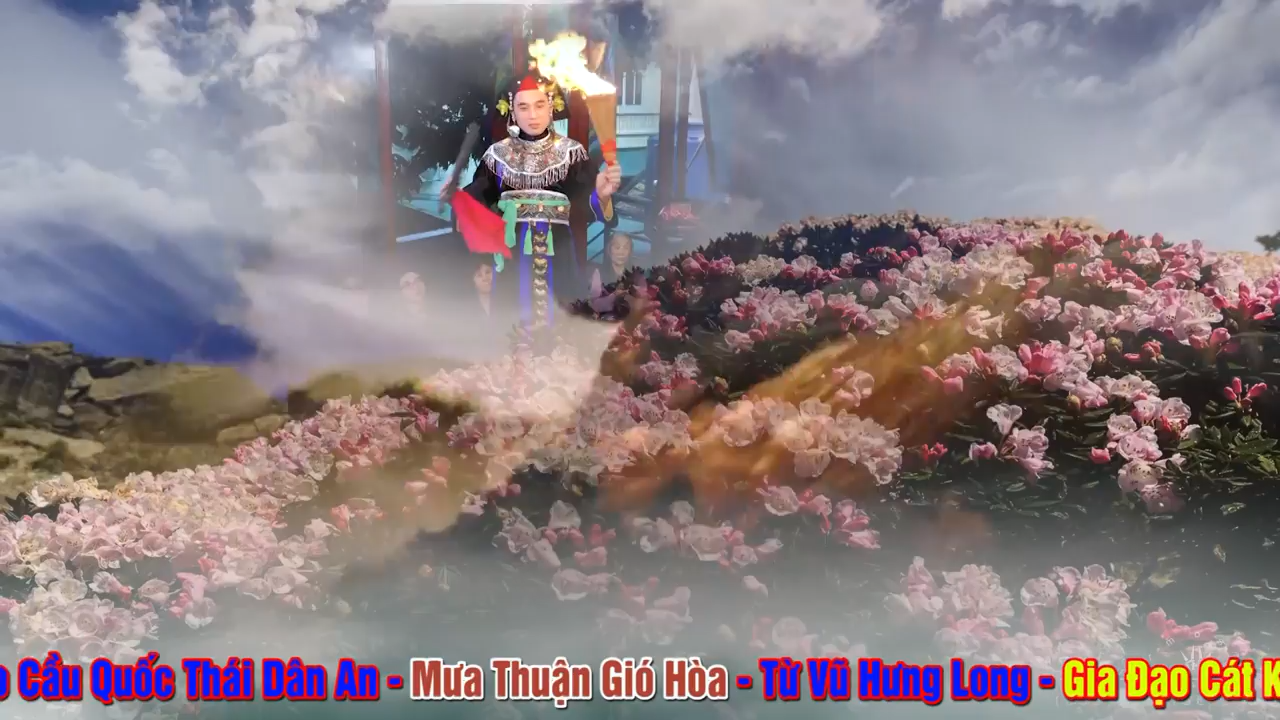 Cầu Quốc Thái Dân An - Mưa Thuận Gió Hòa - Từ Vũ Hưng Long - Gia Đạo Cát